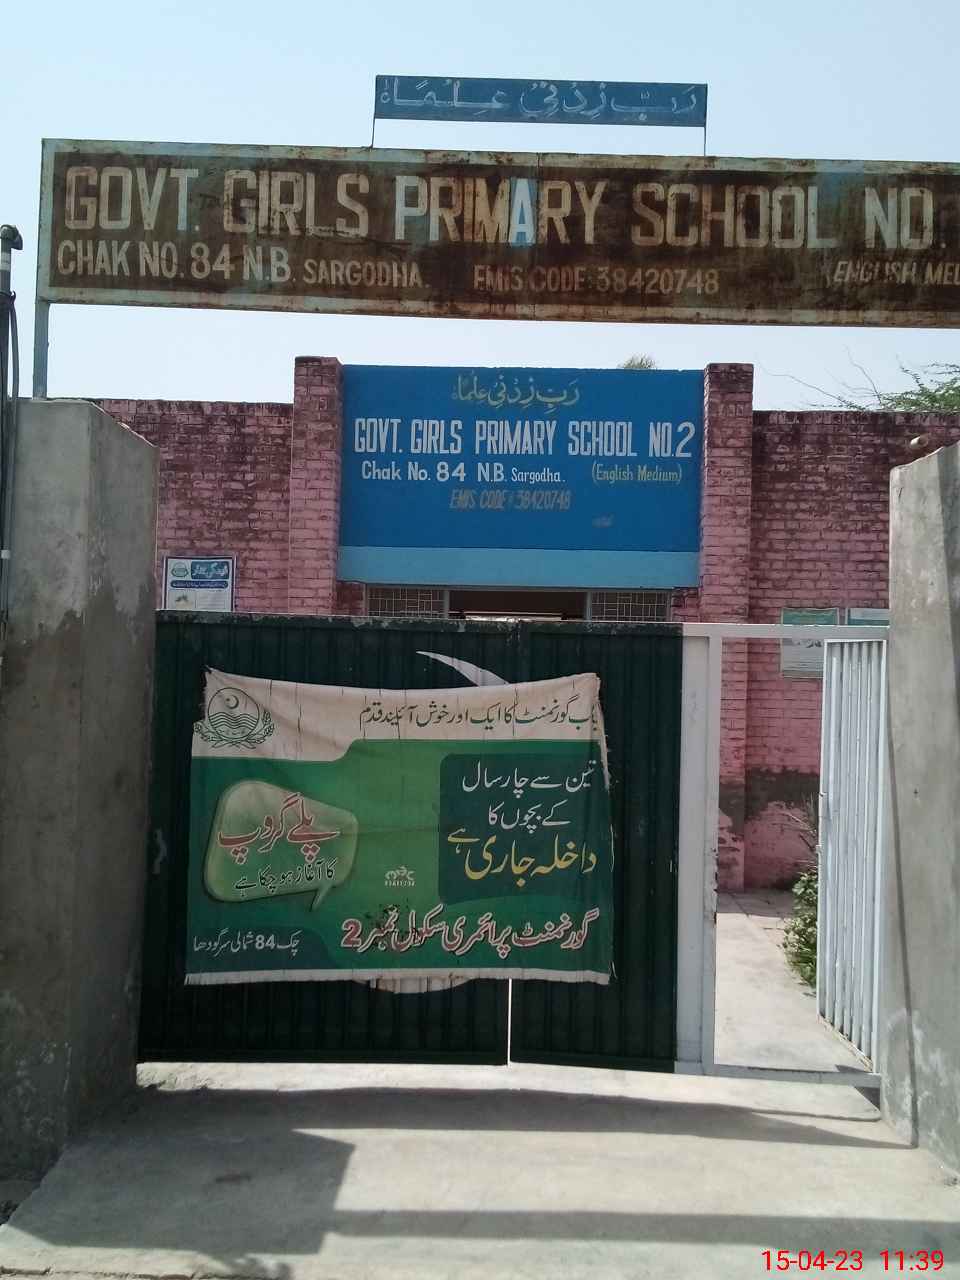 رَبِّ زِدْنِیْ عِلْمًا
GOVT. GIRLS PRIMARY SCHOOL NO.
CHAK NO. 84 N.B. SARGODHA. EMIS CODE: 38420748
(ENGLISH MED
رَبِ زِدْنِیْ عِلْمًا
GOVT. GIRLS PRIMARY SCHOOL NO.2
Chak No. 84 N.B. Sargodha. (English Medium)
EMIS CODE # 38420748
گورنمنٹ کا ایک اور خوش آئیند قدم
تین سے چار سال
کے بچوں کا
داخلہ جاری ہے
پلے گروپ
کا آغاز ہو چکا ہے
گورنمنٹ پرائمری سکول نمبر 2
چک 84 شمالی سرگودھا
15-04-23 11:39